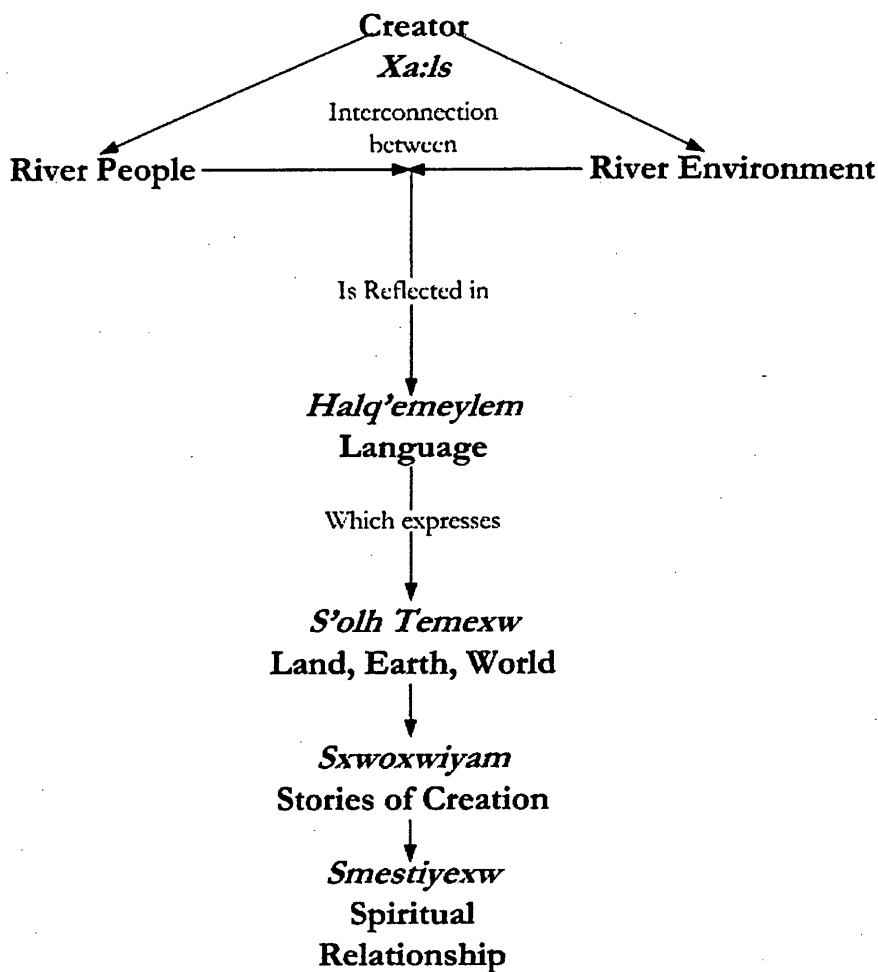 Creator
Xa:ls
Interconnection
between
River People
River Environment
Is Reflected in
Halq'emeylem
Language
Which expresses
S'olh Temexw
Land, Earth, World
Sxwoxwiyam
Stories of Creation
Smestiyexw
Spiritual
Relationship